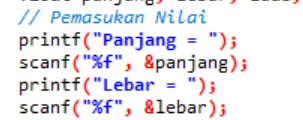 // Pemasukan Nilai
printf("Panjang = ");
scanf("%f", &panjang);
printf("Lebar = ");
scanf("%f", &lebar);